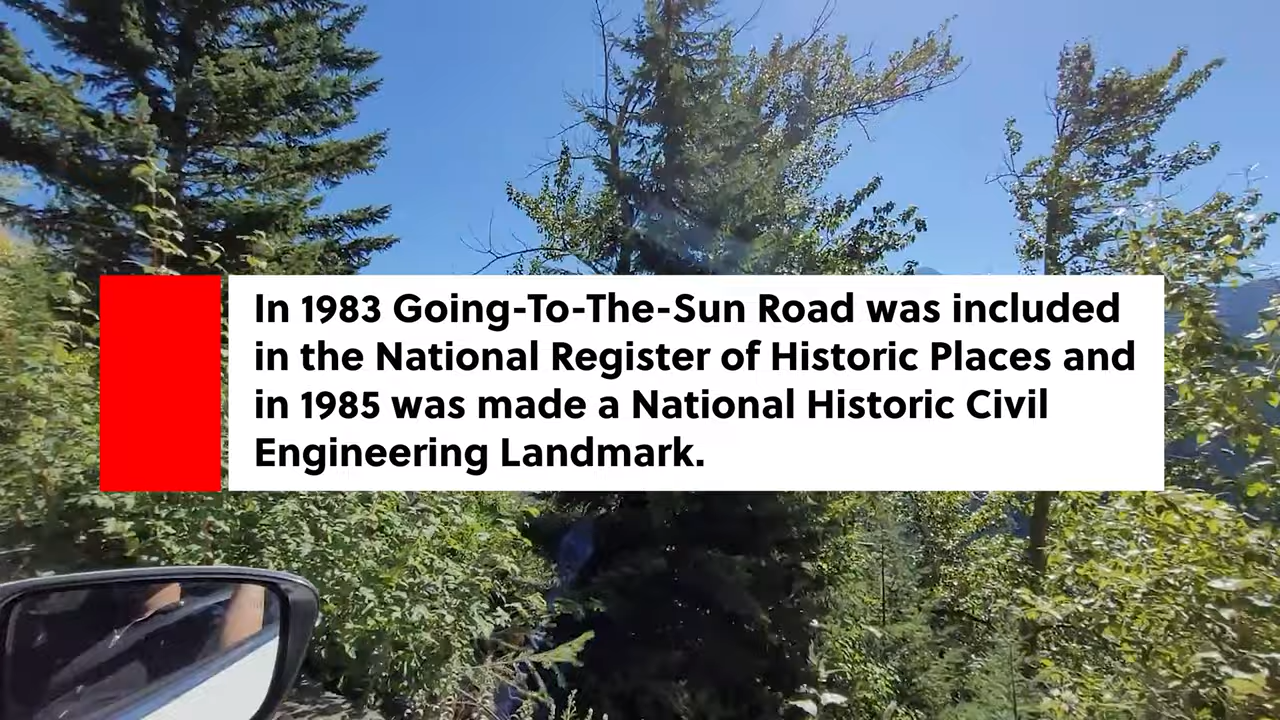 In 1983 Going-To-The-Sun Road was included
in the National Register of Historic Places and
in 1985 was made a National Historic Civil
Engineering Landmark.